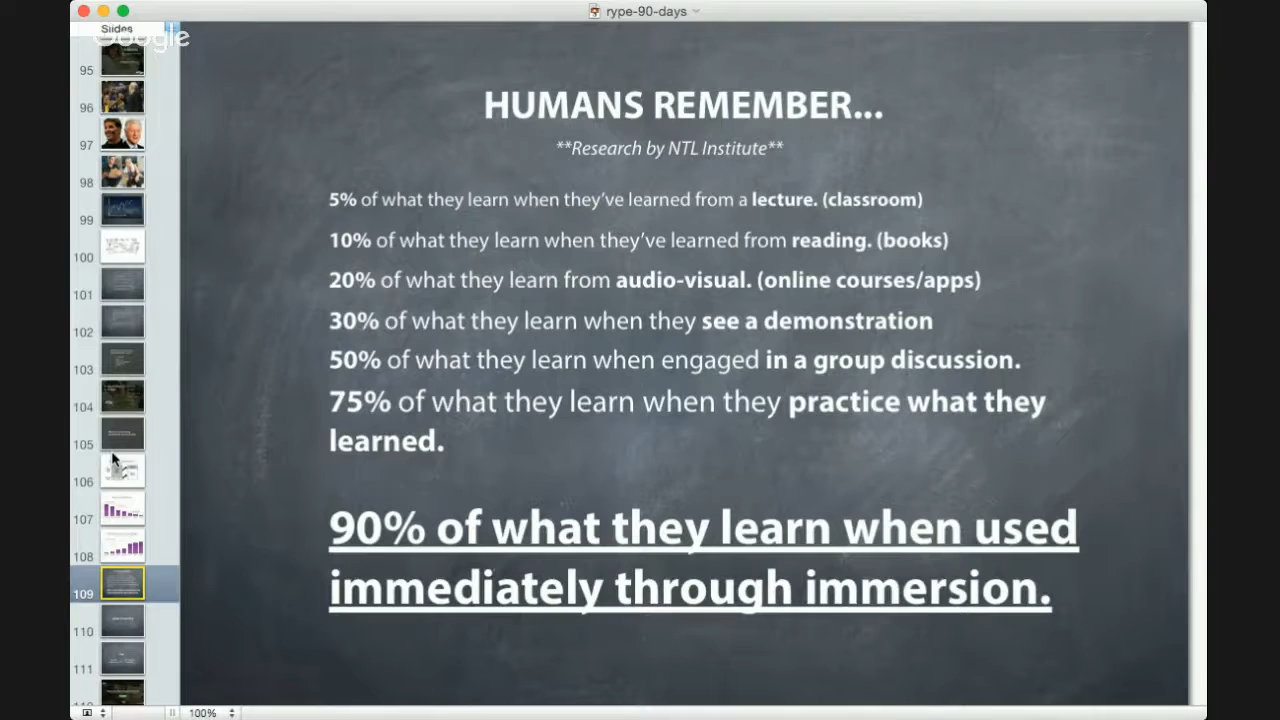 rype-90-days
Slides
Google
95
96
97
98
99
100
101
102
103
104
105
106
107
108
109
110
111
HUMANS REMEMBER...
**Research by NTL Institute**
5% of what they learn when they’ve learned from a lecture. (classroom)
10% of what they learn when they’ve learned from reading. (books)
20% of what they learn from audio-visual. (online courses/apps)
30% of what they learn when they see a demonstration
50% of what they learn when engaged in a group discussion.
75% of what they learn when they practice what they
learned.
90% of what they learn when used
immediately through immersion.
100%